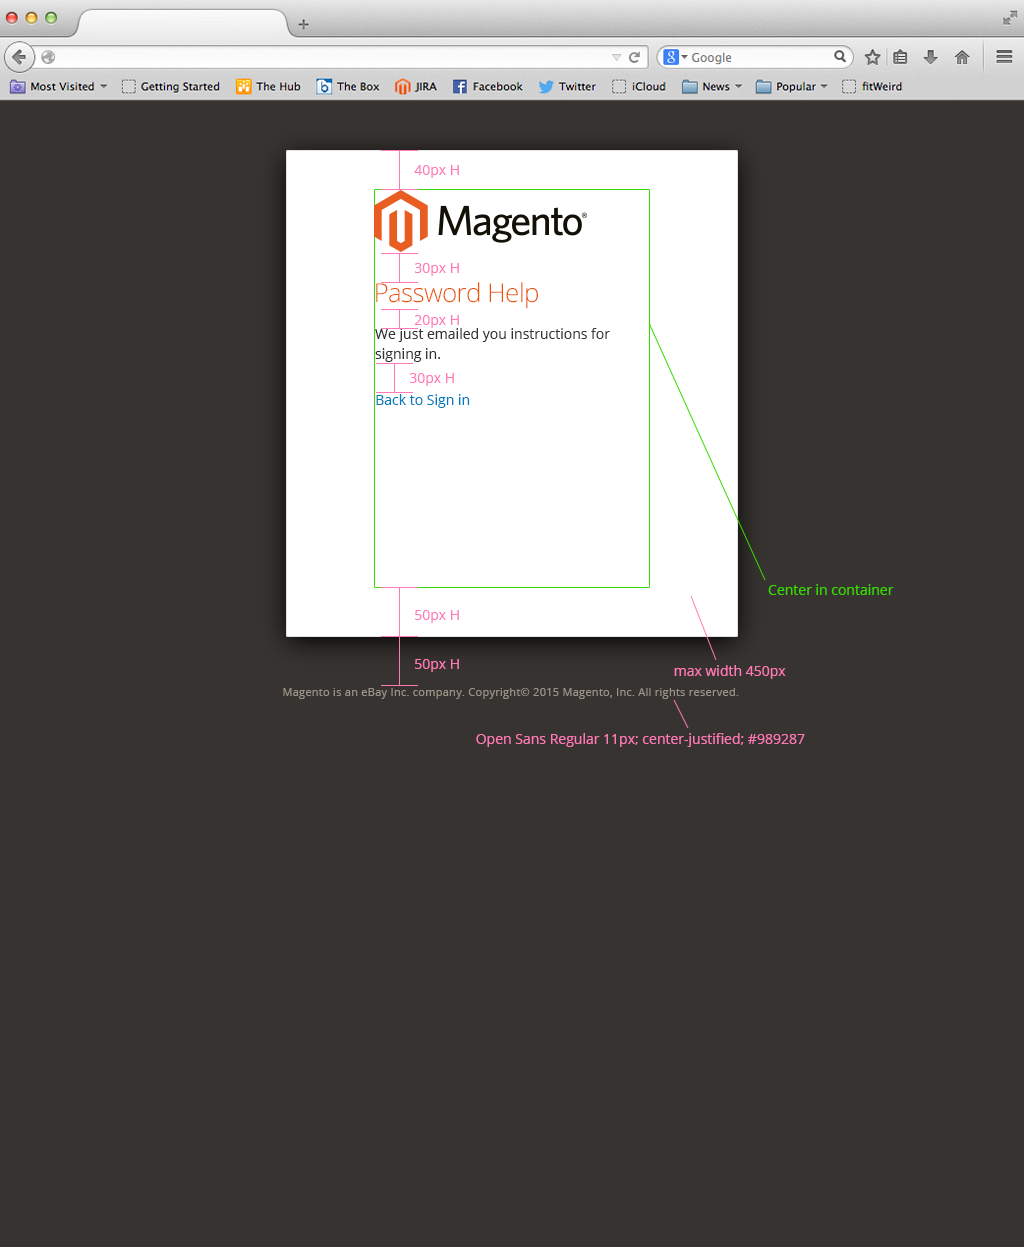 Google
Most Visited
Getting Started
The Hub
The Box
JIRA
Facebook
Twitter
iCloud
News
Popular
fitWeird
40px H
Magento®
30px H
Password Help
20px H
We just emailed you instructions for
signing in.
30px H
Back to Sign in
Center in container
50px H
50px H
max width 450px
Magento is an eBay Inc. company. Copyright© 2015 Magento, Inc. All rights reserved.
Open Sans Regular 11px; center-justified; #989287